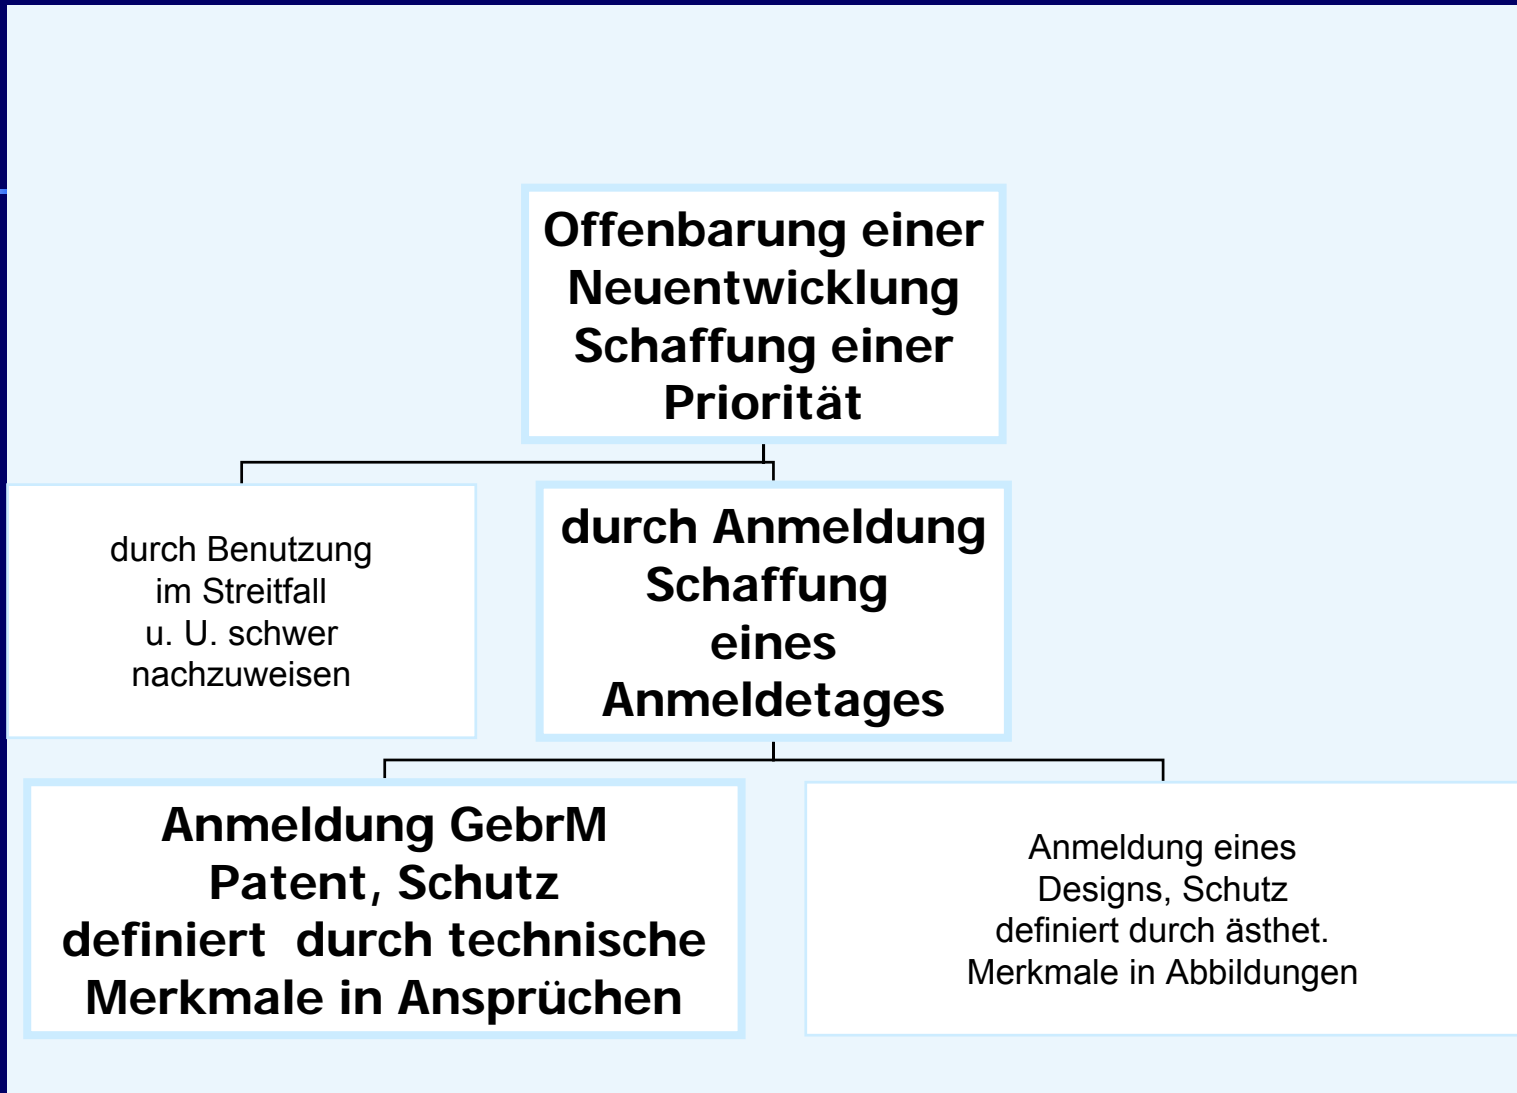 Offenbarung einer
Neuentwicklung
Schaffung einer
Priorität
durch Benutzung
im Streitfall
u. U. schwer
nachzuweisen
durch Anmeldung
Schaffung
eines
Anmeldetages
Anmeldung GebrM
Patent, Schutz
definiert  durch technische
Merkmale in Ansprüchen
Anmeldung eines
Designs, Schutz
definiert durch ästhet.
Merkmale in Abbildungen